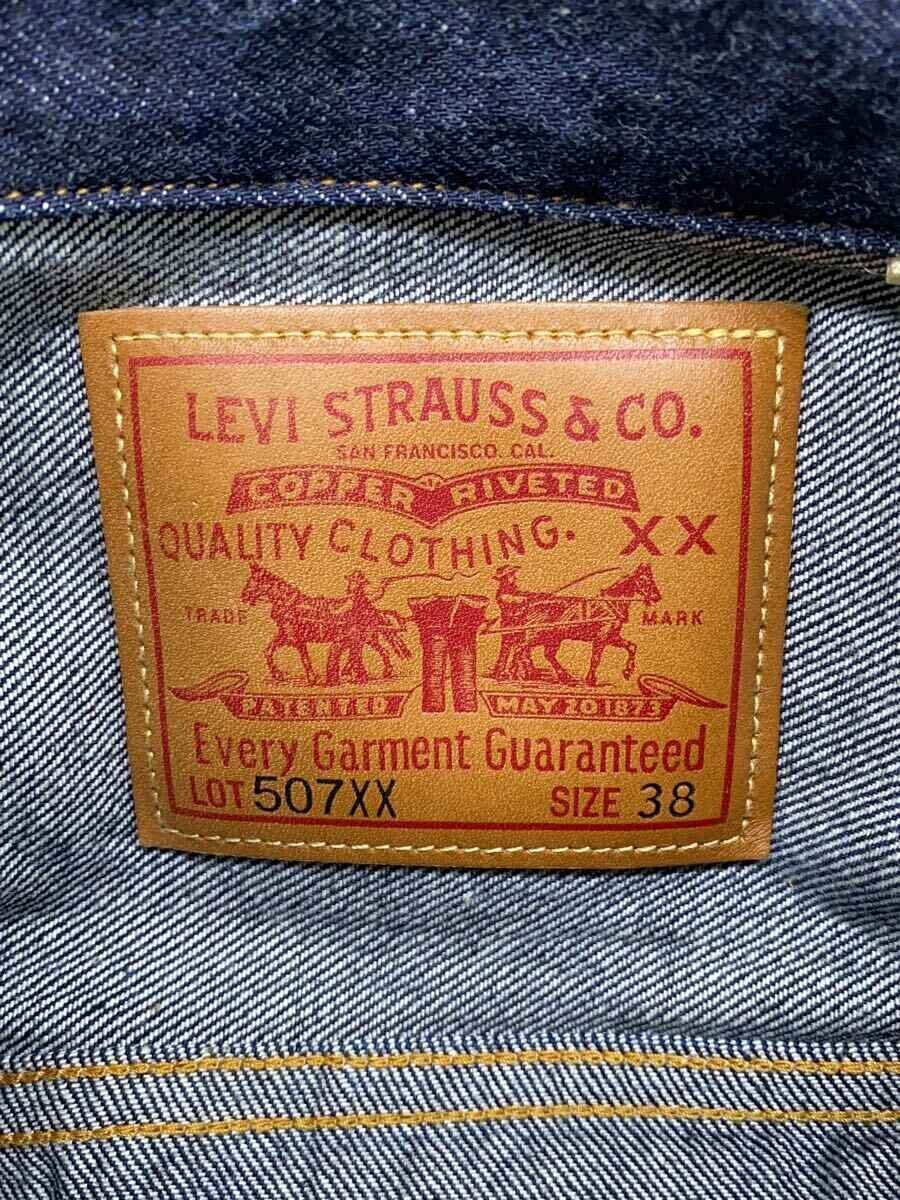 LEVI STRAUSS & CO.
SAN FRANCISCO, CAL.
COPPER RIVETED
QUALITY CLOTHING. XX
TRADE MARK
PATENTED MAY 20 1873
Every Garment Guaranteed
LOT 507XX SIZE 38